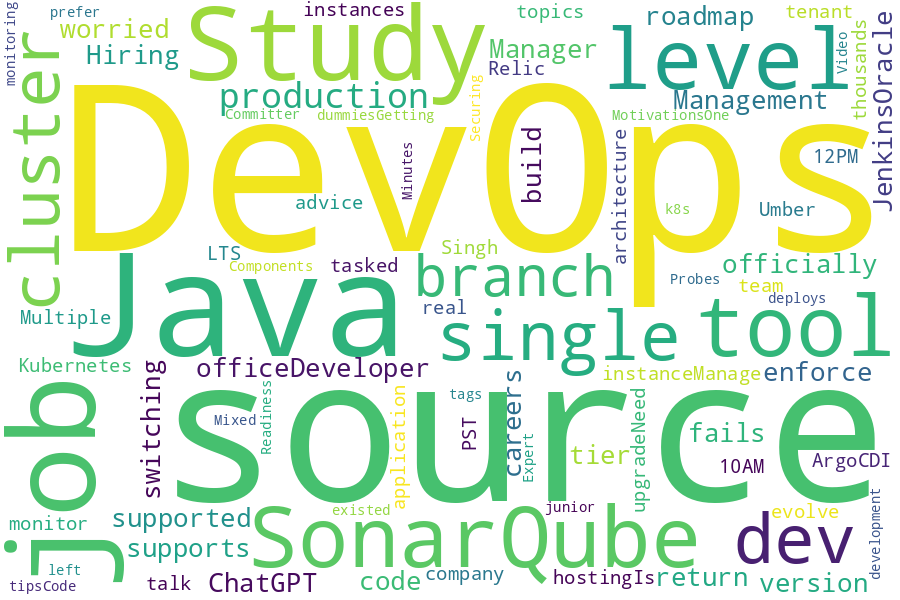 prefer
instances
topics
roadmap
tenant
monitoring
worried
Hiring
Study
Manager
Relic
level
Video
thousands
JenkinsOracle
cluster
production
Committer
dummiesGetting
Securing
Management
MotivationsOne
DevOps
Minutes
build
architecture
12PM
advice
k8s
Umber
LTS
Components
tasked
Singh
branch
officially
Probes
team
deploys
Java
real
Multiple
single
tool
Kubernetes
switching
officeDeveloper
careers
instanceManage
enforce
job
Readiness
Mixed
source
application
tags
PST
Expert
upgradeNeed
tier
fails
10AM
ArgoCDI
monitor
supported
existed
SonarQube
junior
dev
evolve
development
supports
left
tipsCode
talk
ChatGPT
code
company
hostingIs
return
version